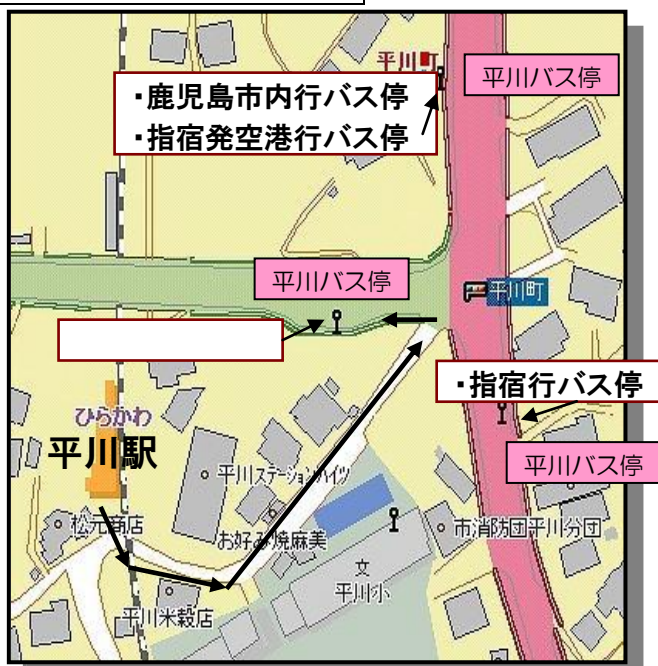 平川町
平川バス停
・鹿児島市内行バス停
・指宿発空港行バス停
平川バス停
平川町
・指宿行バス停
ひらかわ
平川駅
平川バス停
平川ステーションハイツ
松元商店
お好み焼麻美
市消防団平川分団
文
平川小
平川米穀店